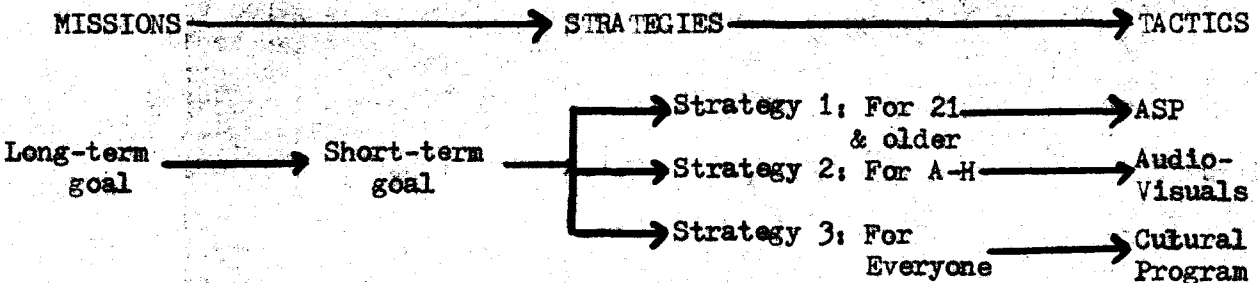 MISSIONS STRATEGIES TACTICS
Strategy 1: For 21 ASP
& older
Long-term Short-term
goal goal
Strategy 2: For A-H Audio-
Visuals
Strategy 3: For Cutural
Everyone Program